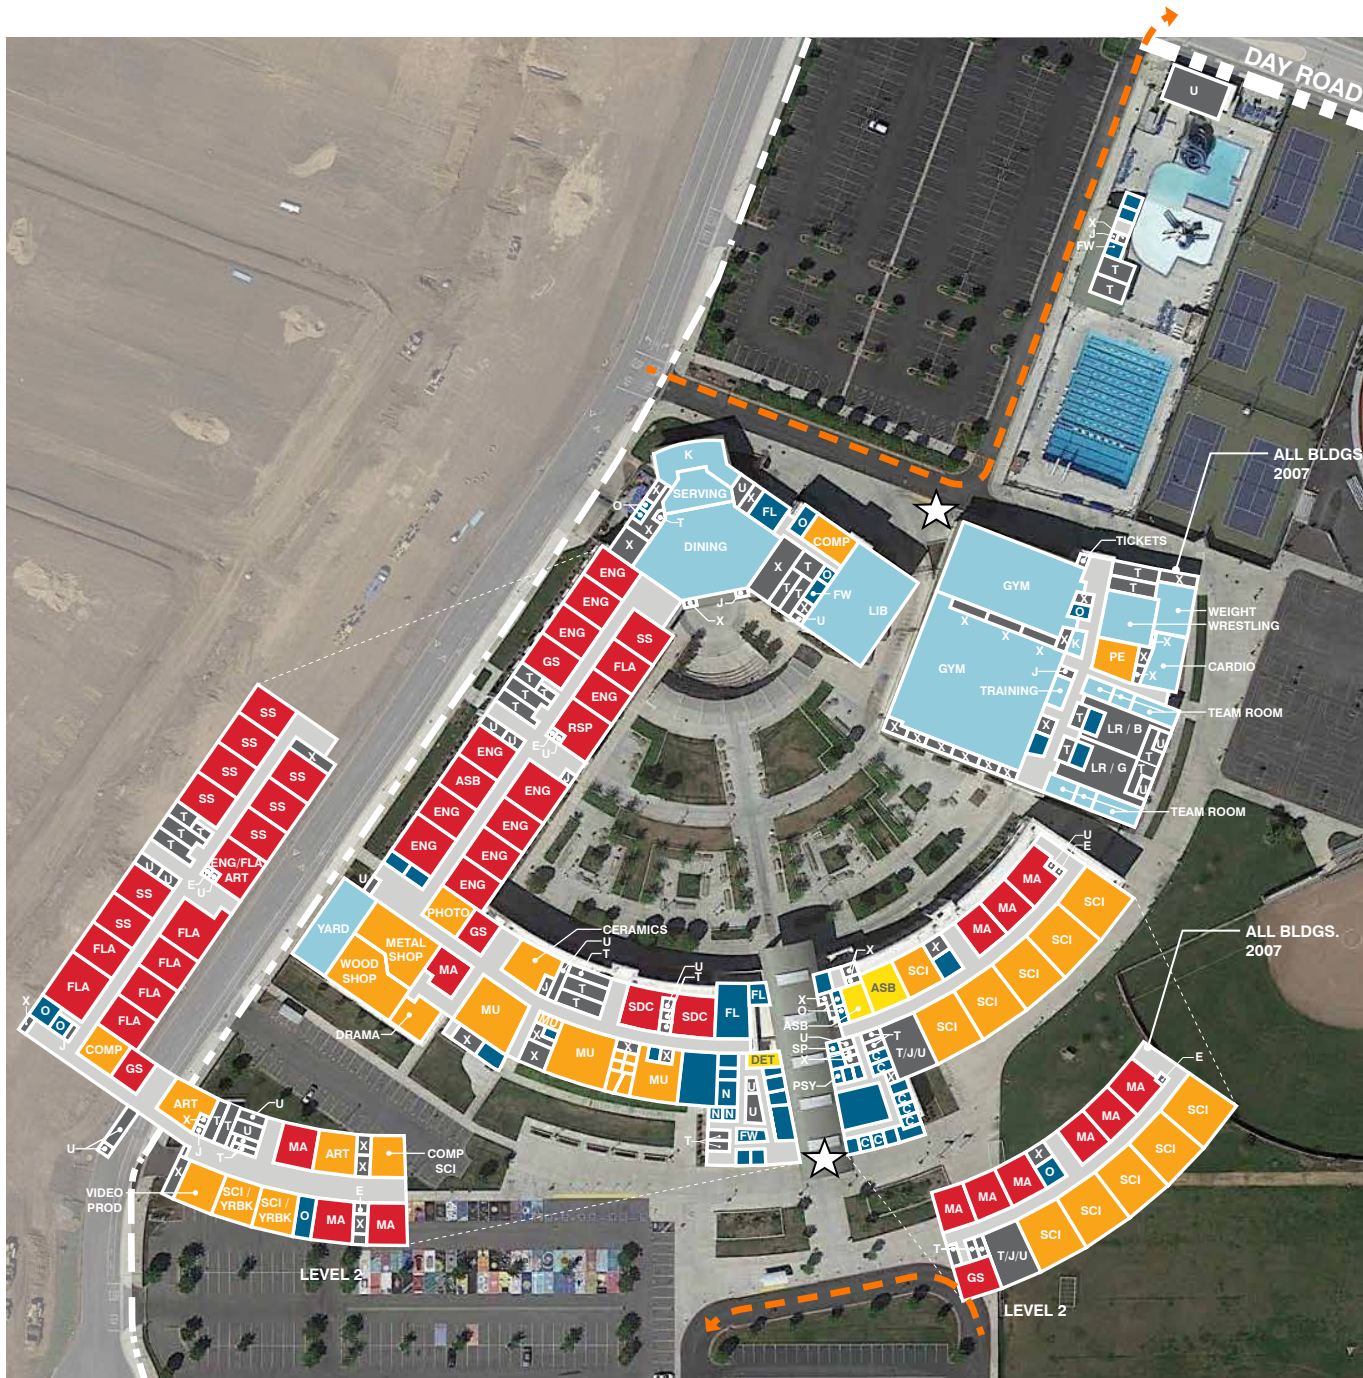 DAY ROAD
U
X
J
FW
T
T
ALL BLDGS
2007
K
SERVING
U
X
FL
X
O
X
T
X
DINING
O
COMP
X
T
O
T
T
FW
X
U
LIB
J
X
TICKETS
GYM
T
T
X
X
O
WEIGHT
WRESTLING
X
X
X
K
X
PE
X
X
CARDIO
GYM
J
TRAINING
TEAM ROOM
T
LR / B
X
U
T
LR / G
T
T
U
X
X
X
X
X
X
TEAM ROOM
ENG
ENG
ENG
GS
T
T
T
T
SS
FLA
ENG
RSP
E
U
U
U
J
ENG
ASB
ENG
ENG
ENG
ENG
ENG
ENG
U
SS
SS
SS
SS
X
SS
SS
SS
T
T
T
T
ENG/FLA
ART
E
U
U
U
SS
SS
FLA
FLA
FLA
FLA
FLA
FLA
X
O
O
J
COMP
GS
YARD
METAL
SHOP
WOOD
SHOP
PHOTO
GS
MA
DRAMA
CERAMICS
U
T
J
T
T
MU
MU
X
X
X
MU
X
X
MU
SDC
U
T
SDC
FL
FL
DET
U
U
N
N
N
T
FW
U
E
MA
MA
MA
SCI
SCI
SCI
SCI
SCI
SCI
X
X
ASB
X
O
ASB
U
SP
X
PSY
T
T/J/U
C
C
X
C
C
C
C
C
ALL BLDGS.
2007
E
MA
MA
MA
X
O
MA
MA
MA
SCI
SCI
SCI
SCI
SCI
T
T/J/U
GS
LEVEL 2
ART
X
J
T
T
U
U
T
U
MA
ART
X
X
COMP
SCI
VIDEO
PROD
X
SCI /
YRBK
SCI /
YRBK
O
MA
E
X
MA
LEVEL 2